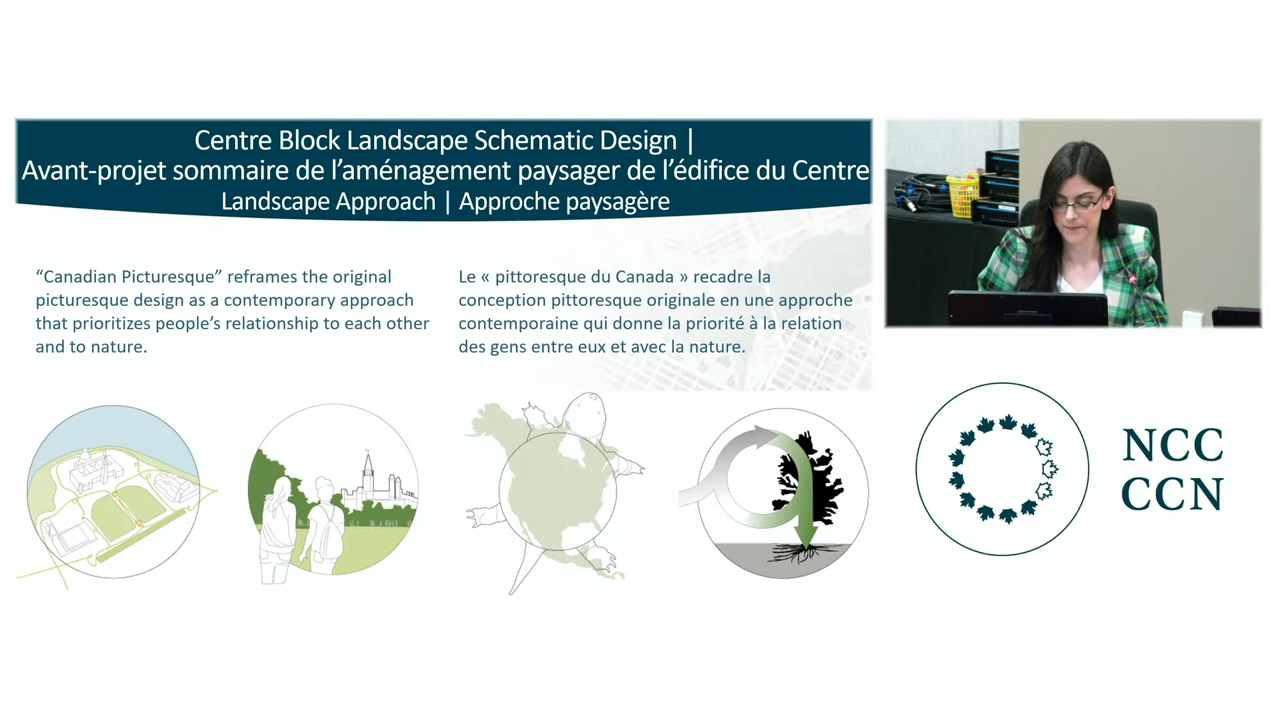 Centre Block Landscape Schematic Design |
Avant-projet sommaire de l'aménagement paysager de l'édifice du Centre
Landscape Approach | Approche paysagère
“Canadian Picturesque” reframes the original
picturesque design as a contemporary approach
that prioritizes people's relationship to each other
and to nature.
Le « pittoresque du Canada » recadre la
conception pittoresque originale en une approche
contemporaine qui donne la priorité à la relation
des gens entre eux et avec la nature.
NCC
CCN